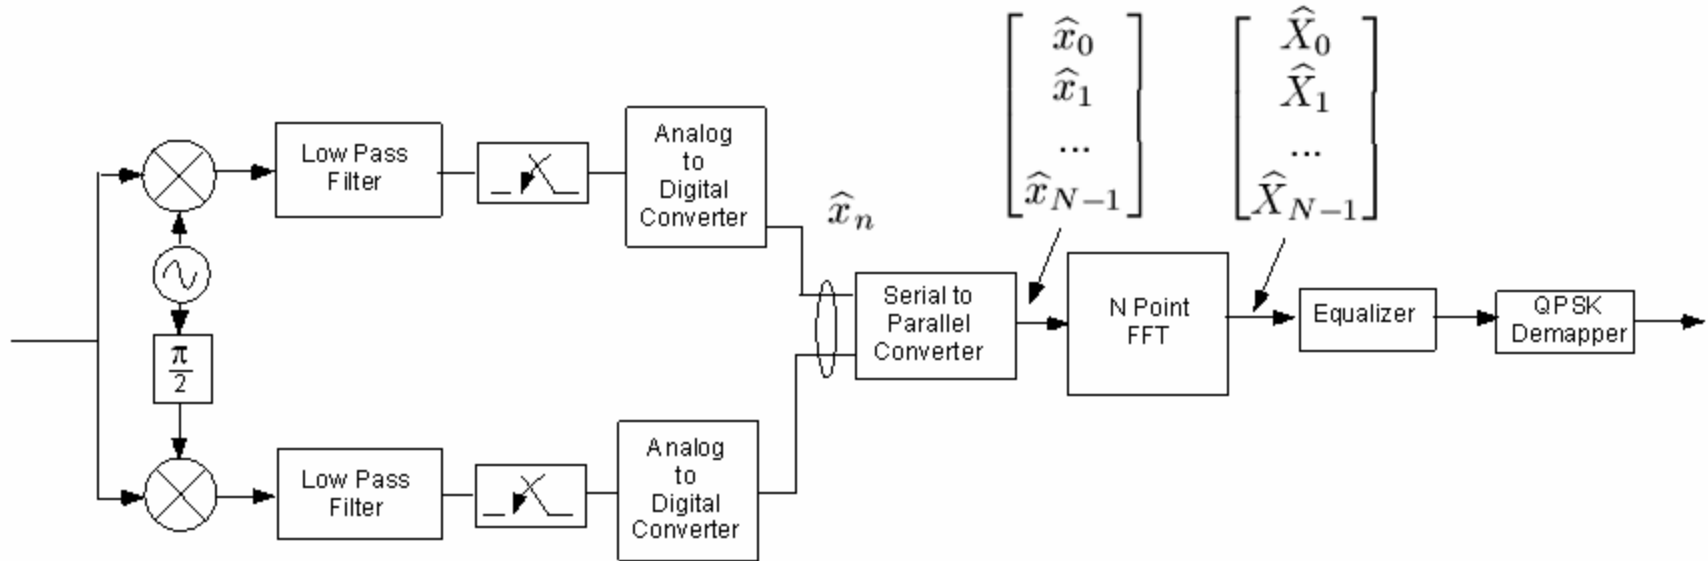 Low Pass
Filter
Analog
to
Digital
Converter
x̂ₙ
x̂₀
x̂₁
...
x̂_{N−1}
X̂₀
X̂₁
...
X̂_{N−1}
π
2
Low Pass
Filter
Analog
to
Digital
Converter
Serial to
Parallel
Converter
N Point
FFT
Equalizer
QPSK
Demapper